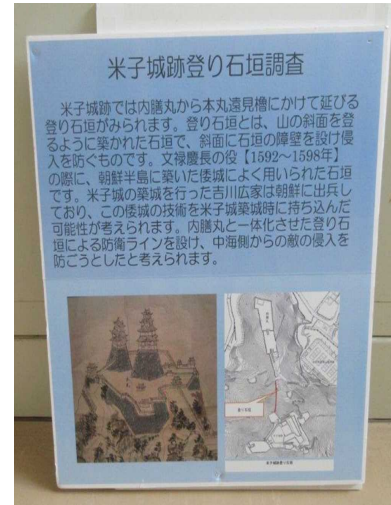 米子城跡登り石垣調査
米子城跡では内膳丸から本丸遠見櫓にかけて延びる
登り石垣がみられます。登り石垣とは、山の斜面を登
るように築かれた石垣で、斜面に石垣の障壁を設け侵
入を防ぐものです。文禄慶長の役【1592～1598年】
の際に、朝鮮半島に築いた倭城によく用いられた石垣
です。米子城の築城を行った吉川広家は朝鮮に出兵し
ており、この倭城の技術を米子城築城時に持ち込んだ
可能性が考えられます。内膳丸と一体化させた登り石
垣による防衛ラインを設け、中海側からの敵の侵入を
防ごうとしたと考えられます。